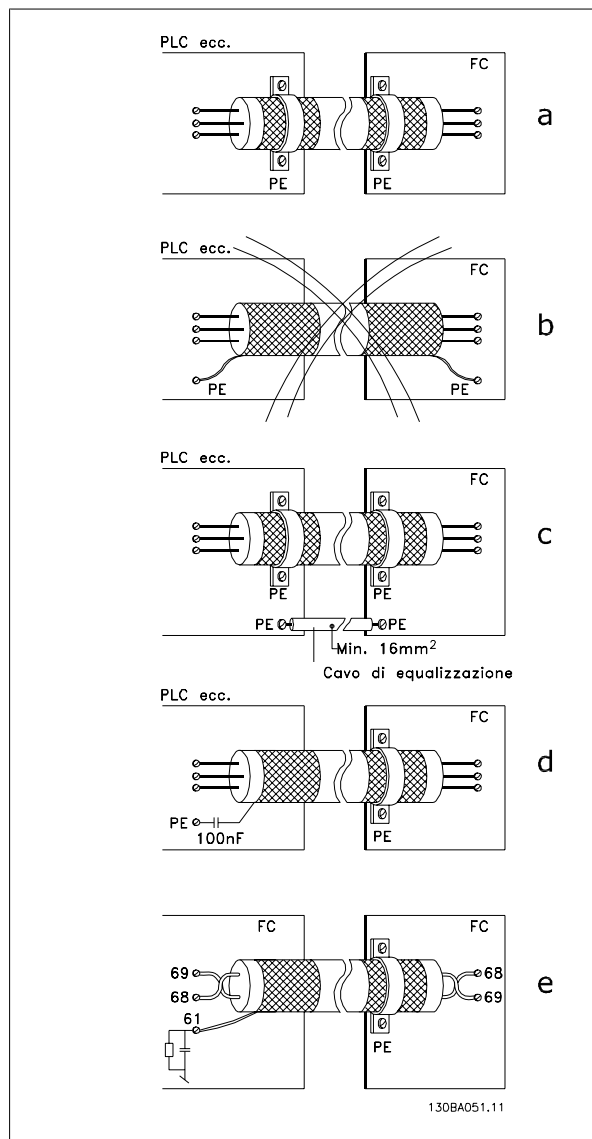 PLC ecc.
FC
a
PE
PE
PLC ecc.
FC
b
PE
PE
PLC ecc.
FC
c
PE
PE
PE
PE
Min. 16mm²
Cavo di equalizzazione
PLC ecc.
FC
d
PE
100nF
PE
FC
FC
69
68
68
69
e
61
PE
130BA051.11